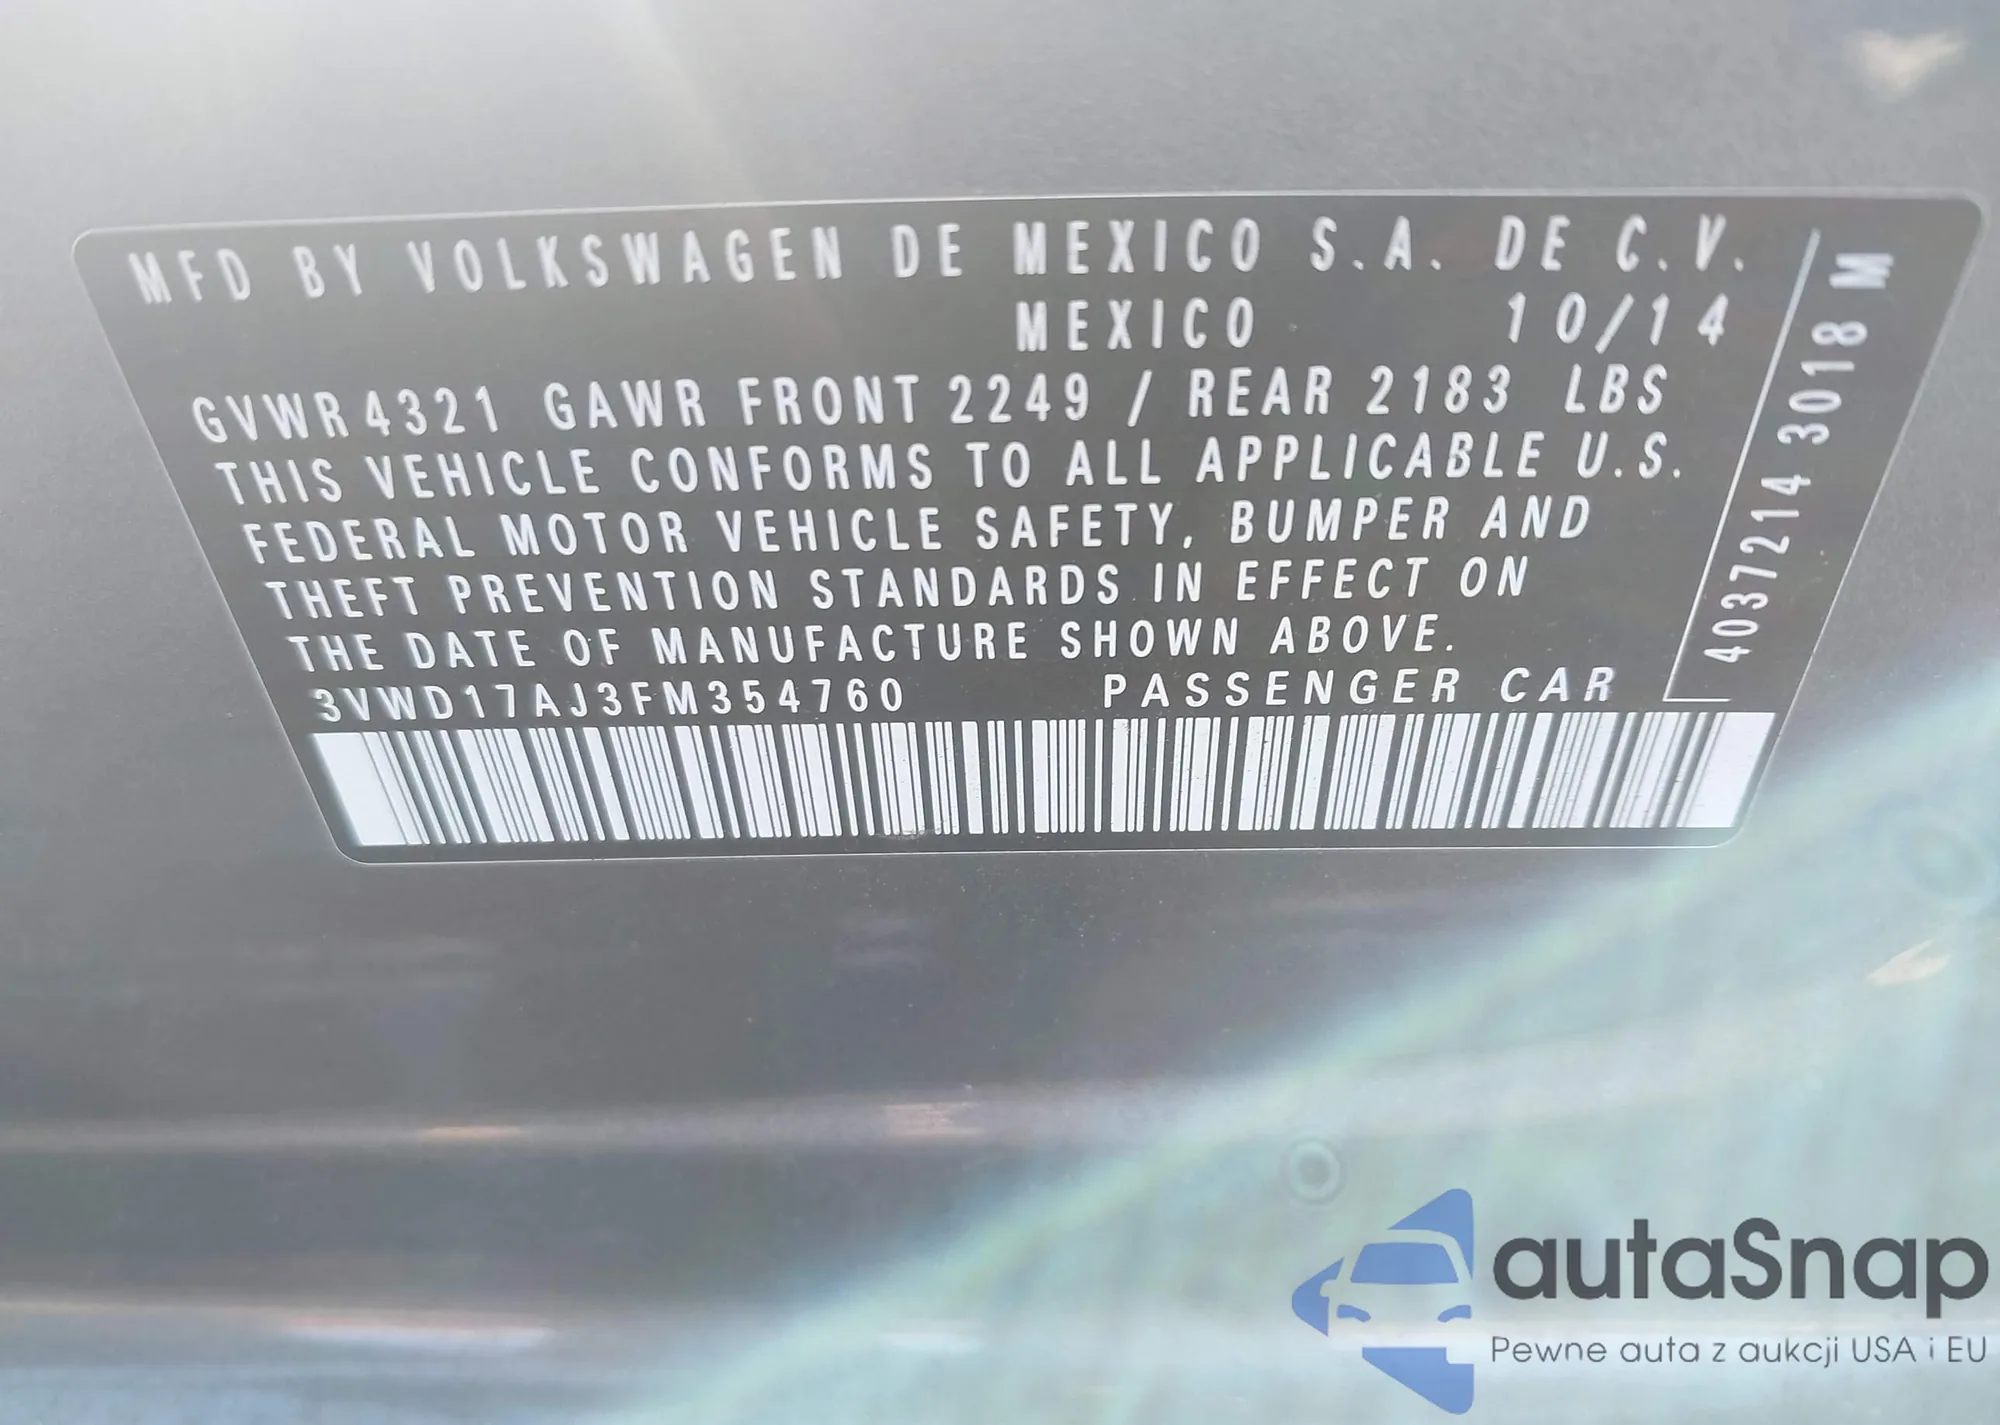 MFD BY VOLKSWAGEN DE MEXICO S.A. DE C.V.
MEXICO 10/14
GVWR 4321 GAWR FRONT 2249 / REAR 2183 LBS
THIS VEHICLE CONFORMS TO ALL APPLICABLE U.S.
FEDERAL MOTOR VEHICLE SAFETY, BUMPER AND
THEFT PREVENTION STANDARDS IN EFFECT ON
THE DATE OF MANUFACTURE SHOWN ABOVE.
3VWD17AJ3FM354760 PASSENGER CAR
4037214 3018 M
autaSnap
Pewne auta z aukcji USA i EU